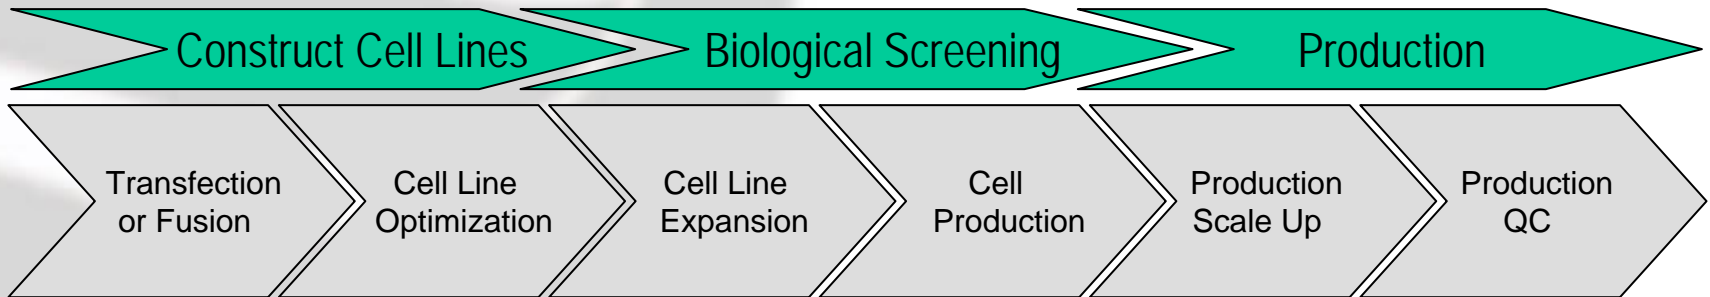 Construct Cell Lines
Biological Screening
Production
Transfection
or Fusion
Cell Line
Optimization
Cell Line
Expansion
Cell
Production
Production
Scale Up
Production
QC